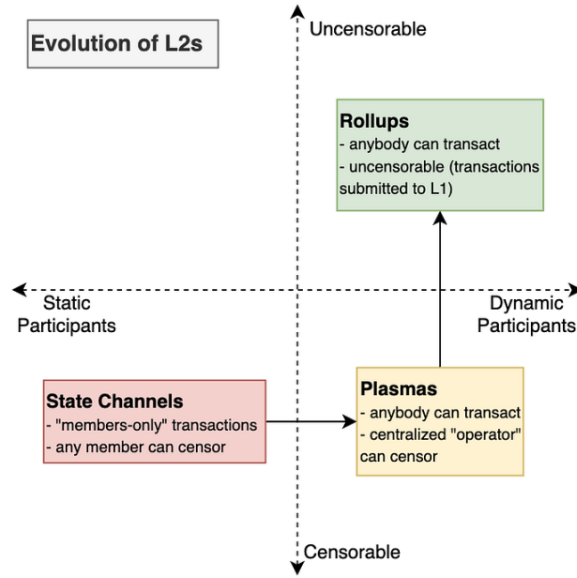 Evolution of L2s
Uncensorable
Rollups
- anybody can transact
- uncensorable (transactions
submitted to L1)
Static
Participants
Dynamic
Participants
State Channels
- "members-only" transactions
- any member can censor
Plasmas
- anybody can transact
- centralized "operator"
can censor
Censorable